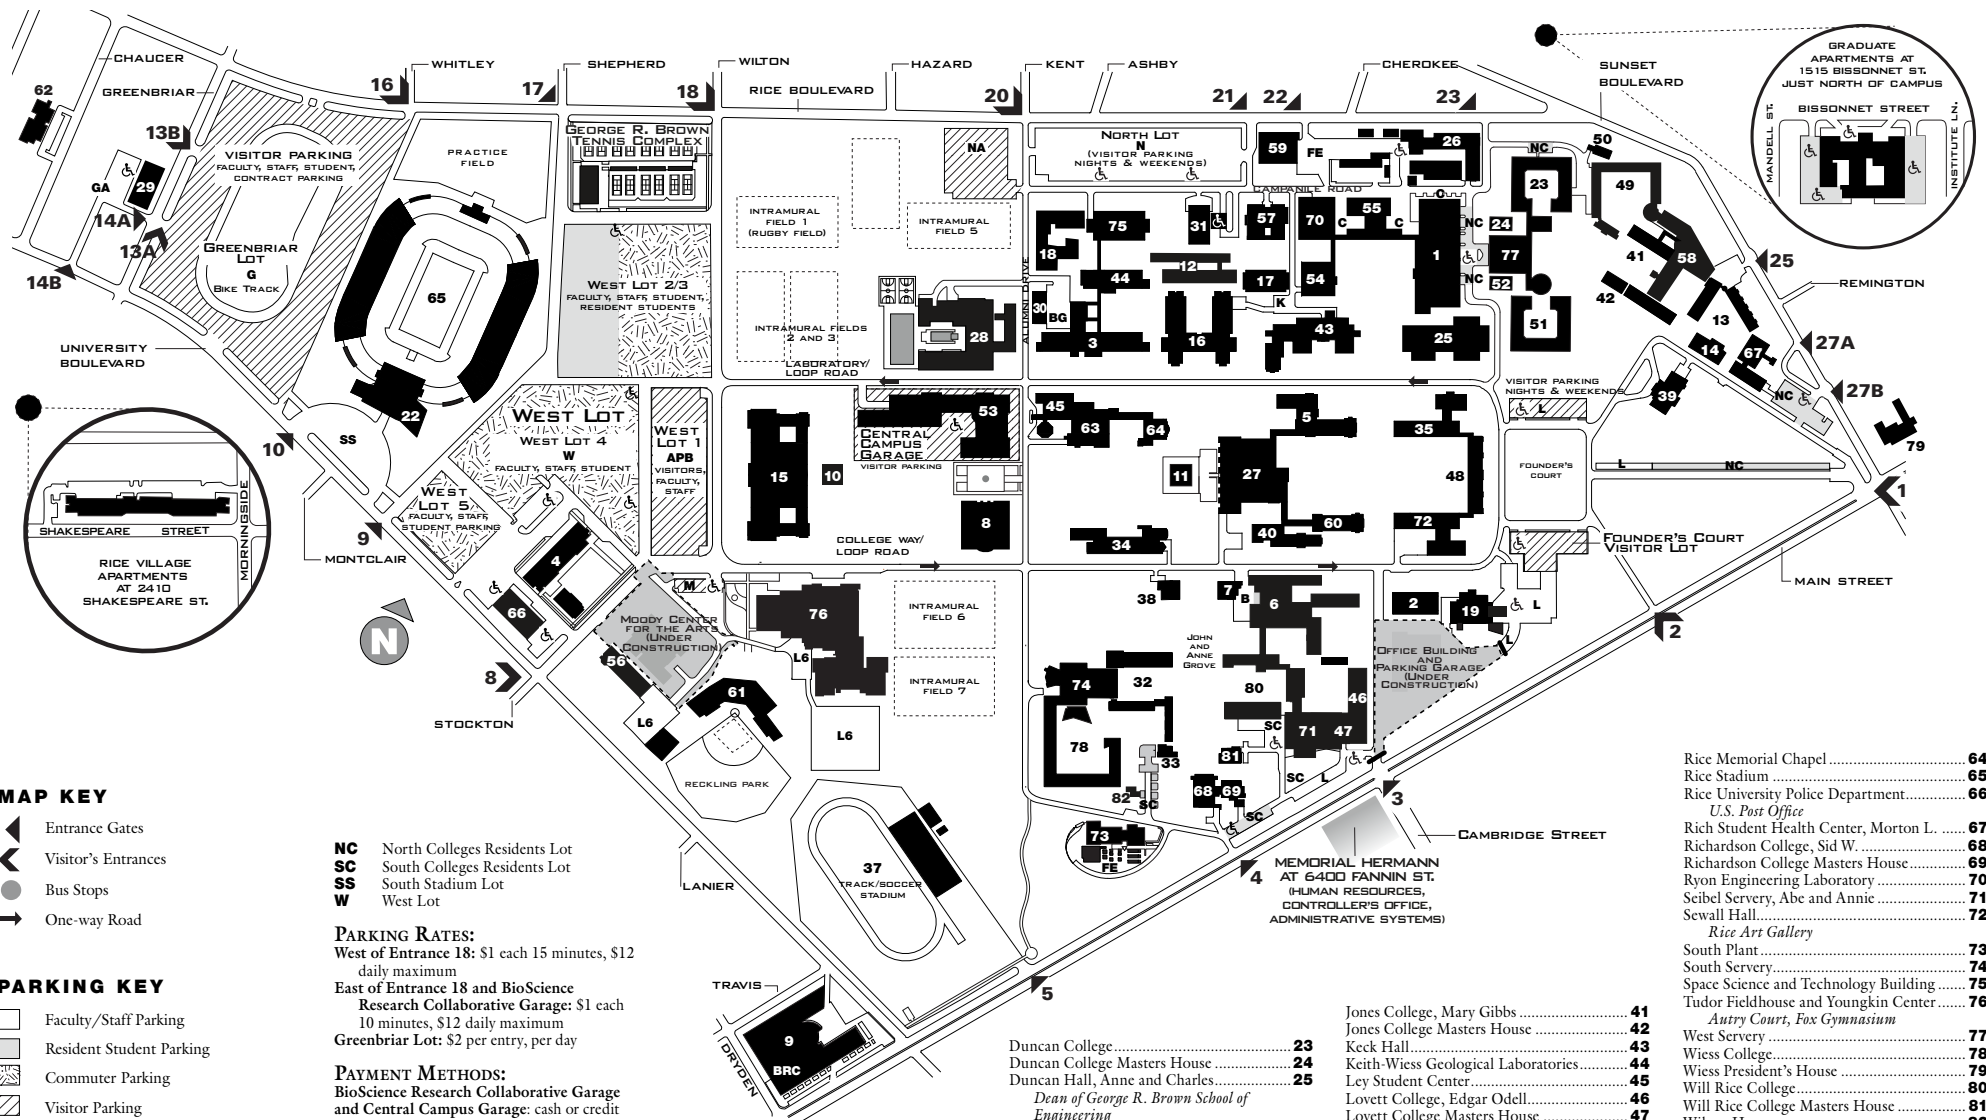 CHAUCER
62
GREENBRIAR
16
WHITLEY
17
SHEPHERD
18
WILTON
RICE BOULEVARD
HAZARD
20
KENT
ASHBY
21
22
CHEROKEE
23
SUNSET
BOULEVARD
GRADUATE
APARTMENTS AT
1515 BISSONNET ST.
JUST NORTH OF CAMPUS
BISSONNET STREET
MANDELL ST.
INSTITUTE LN.
13B
GA
29
14A
13A
14B
VISITOR PARKING
FACULTY, STAFF, STUDENT,
CONTRACT PARKING
GREENBRIAR
LOT
G
BIKE TRACK
PRACTICE
FIELD
GEORGE R. BROWN
TENNIS COMPLEX
65
22
WEST LOT 2/3
FACULTY, STAFF, STUDENT,
RESIDENT STUDENTS
INTRAMURAL
FIELD 1
(RUGBY FIELD)
NA
INTRAMURAL
FIELD 5
INTRAMURAL FIELDS
2 AND 3
LABORATORY/
LOOP ROAD
28
ALUMNI DRIVE
NORTH LOT
N
(VISITOR PARKING
NIGHTS & WEEKENDS)
59
FE
26
CAMPANILE ROAD
C
75
18
44
30
BG
3
31
12
16
57
17
K
70
C
55
C
54
43
1
25
NC
23
NC
24
77
NC
52
51
50
49
41
58
42
13
14
67
39
NC
25
REMINGTON
27A
27B
79
1
UNIVERSITY
BOULEVARD
10
SS
WEST LOT
WEST LOT 4
W
FACULTY, STAFF, STUDENT
WEST
LOT 1
APB
VISITORS,
FACULTY,
STAFF
WEST
LOT 5
FACULTY, STAFF,
STUDENT PARKING
15
10
53
CENTRAL
CAMPUS
GARAGE
VISITOR PARKING
8
COLLEGE WAY/
LOOP ROAD
45
63
64
34
11
27
5
40
60
35
48
72
VISITOR PARKING
NIGHTS & WEEKENDS
L
FOUNDER'S
COURT
L
NC
FOUNDER'S COURT
VISITOR LOT
MAIN STREET
SHAKESPEARE STREET
MORNINGSIDE
RICE VILLAGE
APARTMENTS
AT 2410
SHAKESPEARE ST.
9
MONTCLAIR
N
4
66
8
STOCKTON
M
MOODY CENTER
FOR THE ARTS
(UNDER
CONSTRUCTION)
56
L6
61
RECKLING PARK
76
L6
L6
INTRAMURAL
FIELD 6
INTRAMURAL
FIELD 7
38
7
B
6
JOHN
AND
ANNE
GROVE
2
19
L
L
OFFICE BUILDING
AND
PARKING GARAGE
(UNDER
CONSTRUCTION)
2
74
32
78
33
82
SC
80
46
SC
71
47
81
SC
L
68
69
SC
73
FE
3
4
CAMBRIDGE STREET
MEMORIAL HERMANN
AT 6400 FANNIN ST.
(HUMAN RESOURCES,
CONTROLLER'S OFFICE,
ADMINISTRATIVE SYSTEMS)
37
TRACK/SOCCER
STADIUM
LANIER
TRAVIS
DRYDEN
9
BRC
5
MAP KEY
Entrance Gates
Visitor's Entrances
Bus Stops
One-way Road
PARKING KEY
Faculty/Staff Parking
Resident Student Parking
Commuter Parking
Visitor Parking
NC North Colleges Residents Lot
SC South Colleges Residents Lot
SS South Stadium Lot
W West Lot
PARKING RATES:
West of Entrance 18: $1 each 15 minutes, $12
daily maximum
East of Entrance 18 and BioScience
Research Collaborative Garage: $1 each
10 minutes, $12 daily maximum
Greenbriar Lot: $2 per entry, per day
PAYMENT METHODS:
BioScience Research Collaborative Garage
and Central Campus Garage: cash or credit
Duncan College 23
Duncan College Masters House 24
Duncan Hall, Anne and Charles 25
Dean of George R. Brown School of
Engineering
Jones College, Mary Gibbs 41
Jones College Masters House 42
Keck Hall 43
Keith-Wiess Geological Laboratories 44
Ley Student Center 45
Lovett College, Edgar Odell 46
Lovett College Masters House 47
Rice Memorial Chapel 64
Rice Stadium 65
Rice University Police Department 66
U.S. Post Office
Rich Student Health Center, Morton L. 67
Richardson College, Sid W. 68
Richardson College Masters House 69
Ryon Engineering Laboratory 70
Seibel Servery, Abe and Annie 71
Sewall Hall 72
Rice Art Gallery
South Plant 73
South Servery 74
Space Science and Technology Building 75
Tudor Fieldhouse and Youngkin Center 76
Autry Court, Fox Gymnasium
West Servery 77
Wiess College 78
Wiess President's House 79
Will Rice College 80
Will Rice College Masters House 81